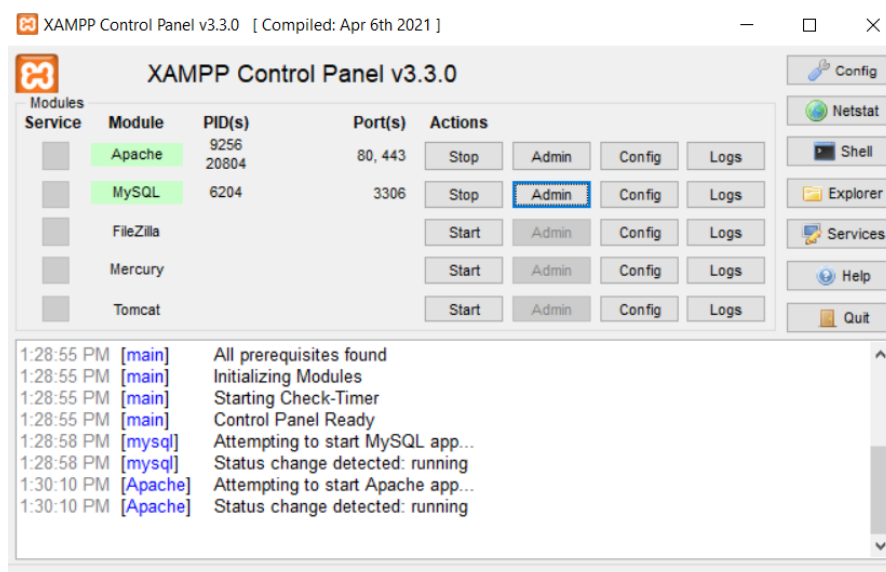 XAMPP Control Panel v3.3.0 [ Compiled: Apr 6th 2021 ]
XAMPP Control Panel v3.3.0
Config
Modules
Service Module PID(s) Port(s) Actions
Netstat
Apache 9256 20804 80, 443 Stop Admin Config Logs
Shell
MySQL 6204 3306 Stop Admin Config Logs
Explorer
FileZilla Start Admin Config Logs
Services
Mercury Start Admin Config Logs
Help
Tomcat Start Admin Config Logs
Quit
1:28:55 PM [main] All prerequisites found
1:28:55 PM [main] Initializing Modules
1:28:55 PM [main] Starting Check-Timer
1:28:55 PM [main] Control Panel Ready
1:28:58 PM [mysql] Attempting to start MySQL app...
1:28:58 PM [mysql] Status change detected: running
1:30:10 PM [Apache] Attempting to start Apache app...
1:30:10 PM [Apache] Status change detected: running